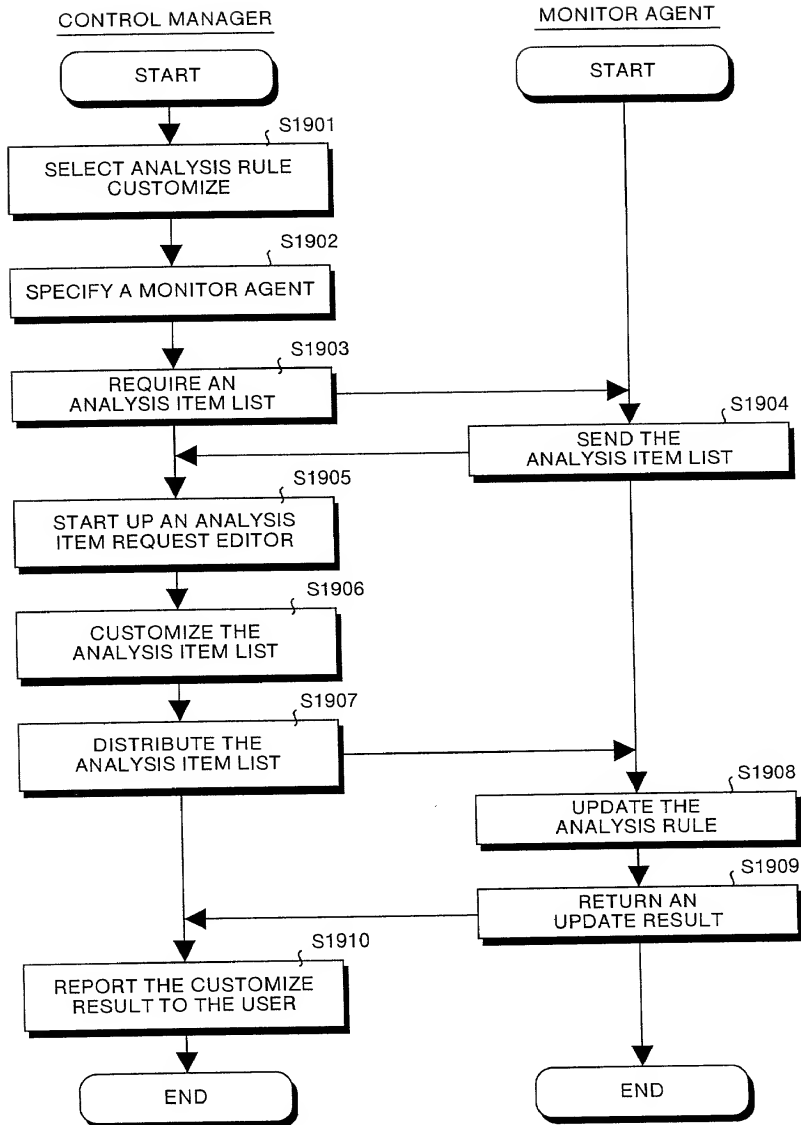 CONTROL MANAGER
MONITOR AGENT
START
START
S1901
SELECT ANALYSIS RULE
CUSTOMIZE
S1902
SPECIFY A MONITOR AGENT
S1903
REQUIRE AN
ANALYSIS ITEM LIST
S1904
SEND THE
ANALYSIS ITEM LIST
S1905
START UP AN ANALYSIS
ITEM REQUEST EDITOR
S1906
CUSTOMIZE THE
ANALYSIS ITEM LIST
S1907
DISTRIBUTE THE
ANALYSIS ITEM LIST
S1908
UPDATE THE
ANALYSIS RULE
S1909
RETURN AN
UPDATE RESULT
S1910
REPORT THE CUSTOMIZE
RESULT TO THE USER
END
END